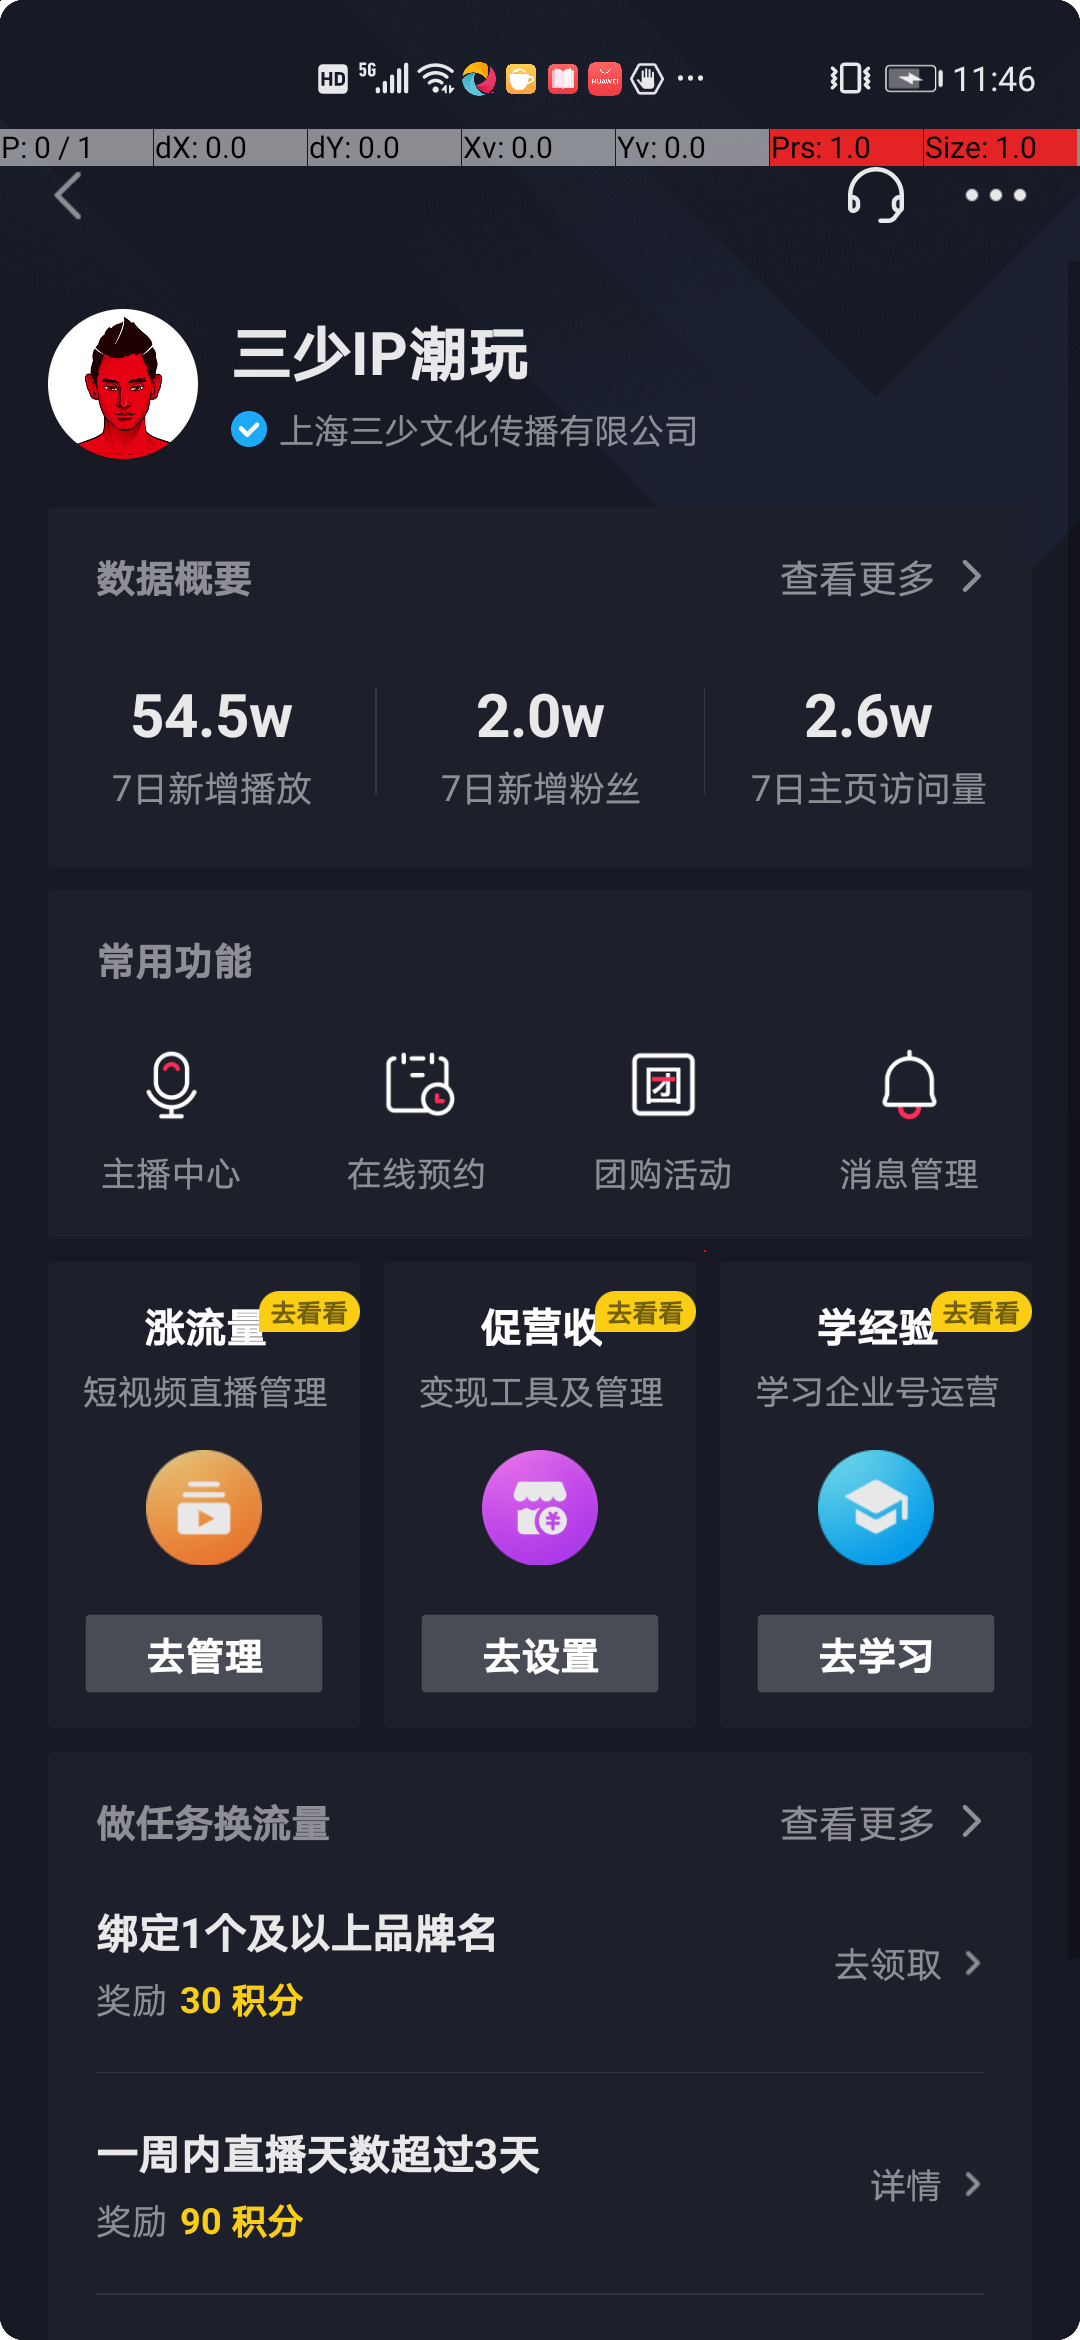 HD 5G HUAWEI 11:46
P: 0 / 1 dX: 0.0 dY: 0.0 Xv: 0.0 Yv: 0.0 Prs: 1.0 Size: 1.0
三少IP潮玩
上海三少文化传播有限公司
数据概要 查看更多
54.5w 2.0w 2.6w
7日新增播放 7日新增粉丝 7日主页访问量
常用功能
团
主播中心 在线预约 团购活动 消息管理
涨流量 去看看 促营收 去看看 学经验 去看看
短视频直播管理 变现工具及管理 学习企业号运营
¥
去管理 去设置 去学习
做任务换流量 查看更多
绑定1个及以上品牌名
去领取
奖励 30 积分
一周内直播天数超过3天
详情
奖励 90 积分